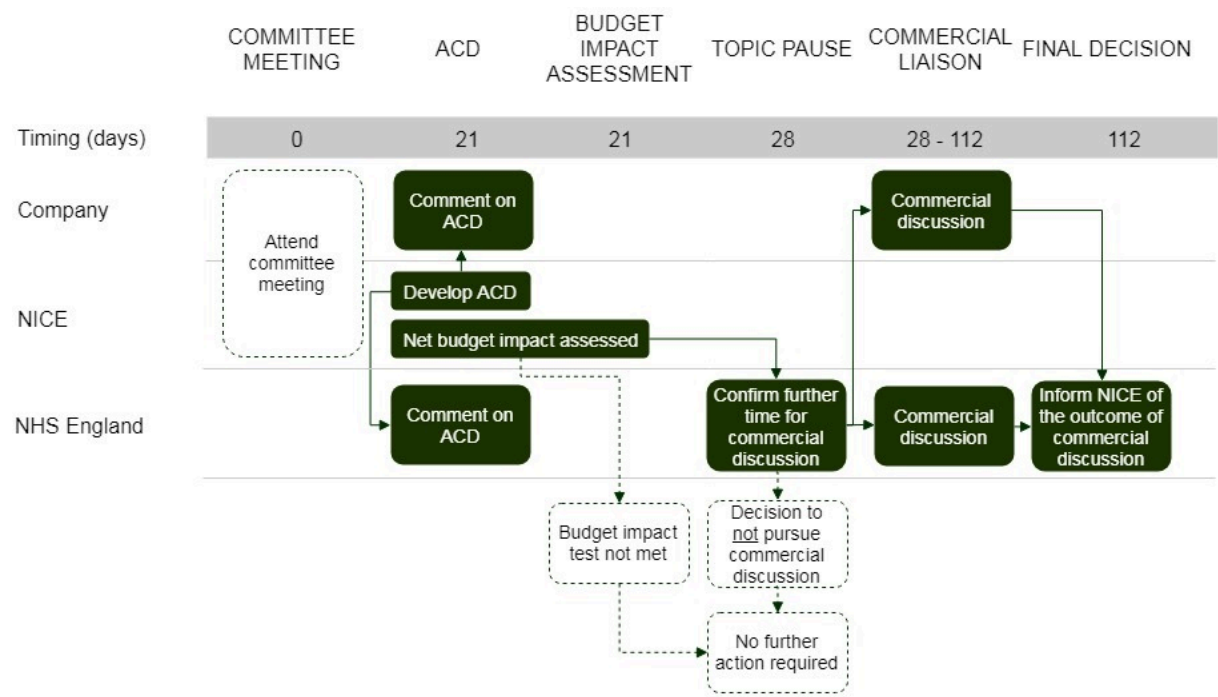 COMMITTEE
MEETING
ACD
BUDGET
IMPACT
ASSESSMENT
TOPIC PAUSE
COMMERCIAL
LIAISON
FINAL DECISION
Timing (days)
0
21
21
28
28 - 112
112
Company
Attend
committee
meeting
Comment on
ACD
Commercial
discussion
NICE
Develop ACD
Net budget impact assessed
NHS England
Comment on
ACD
Confirm further
time for
commercial
discussion
Commercial
discussion
Inform NICE of
the outcome of
commercial
discussion
Budget impact
test not met
Decision to
not pursue
commercial
discussion
No further
action required